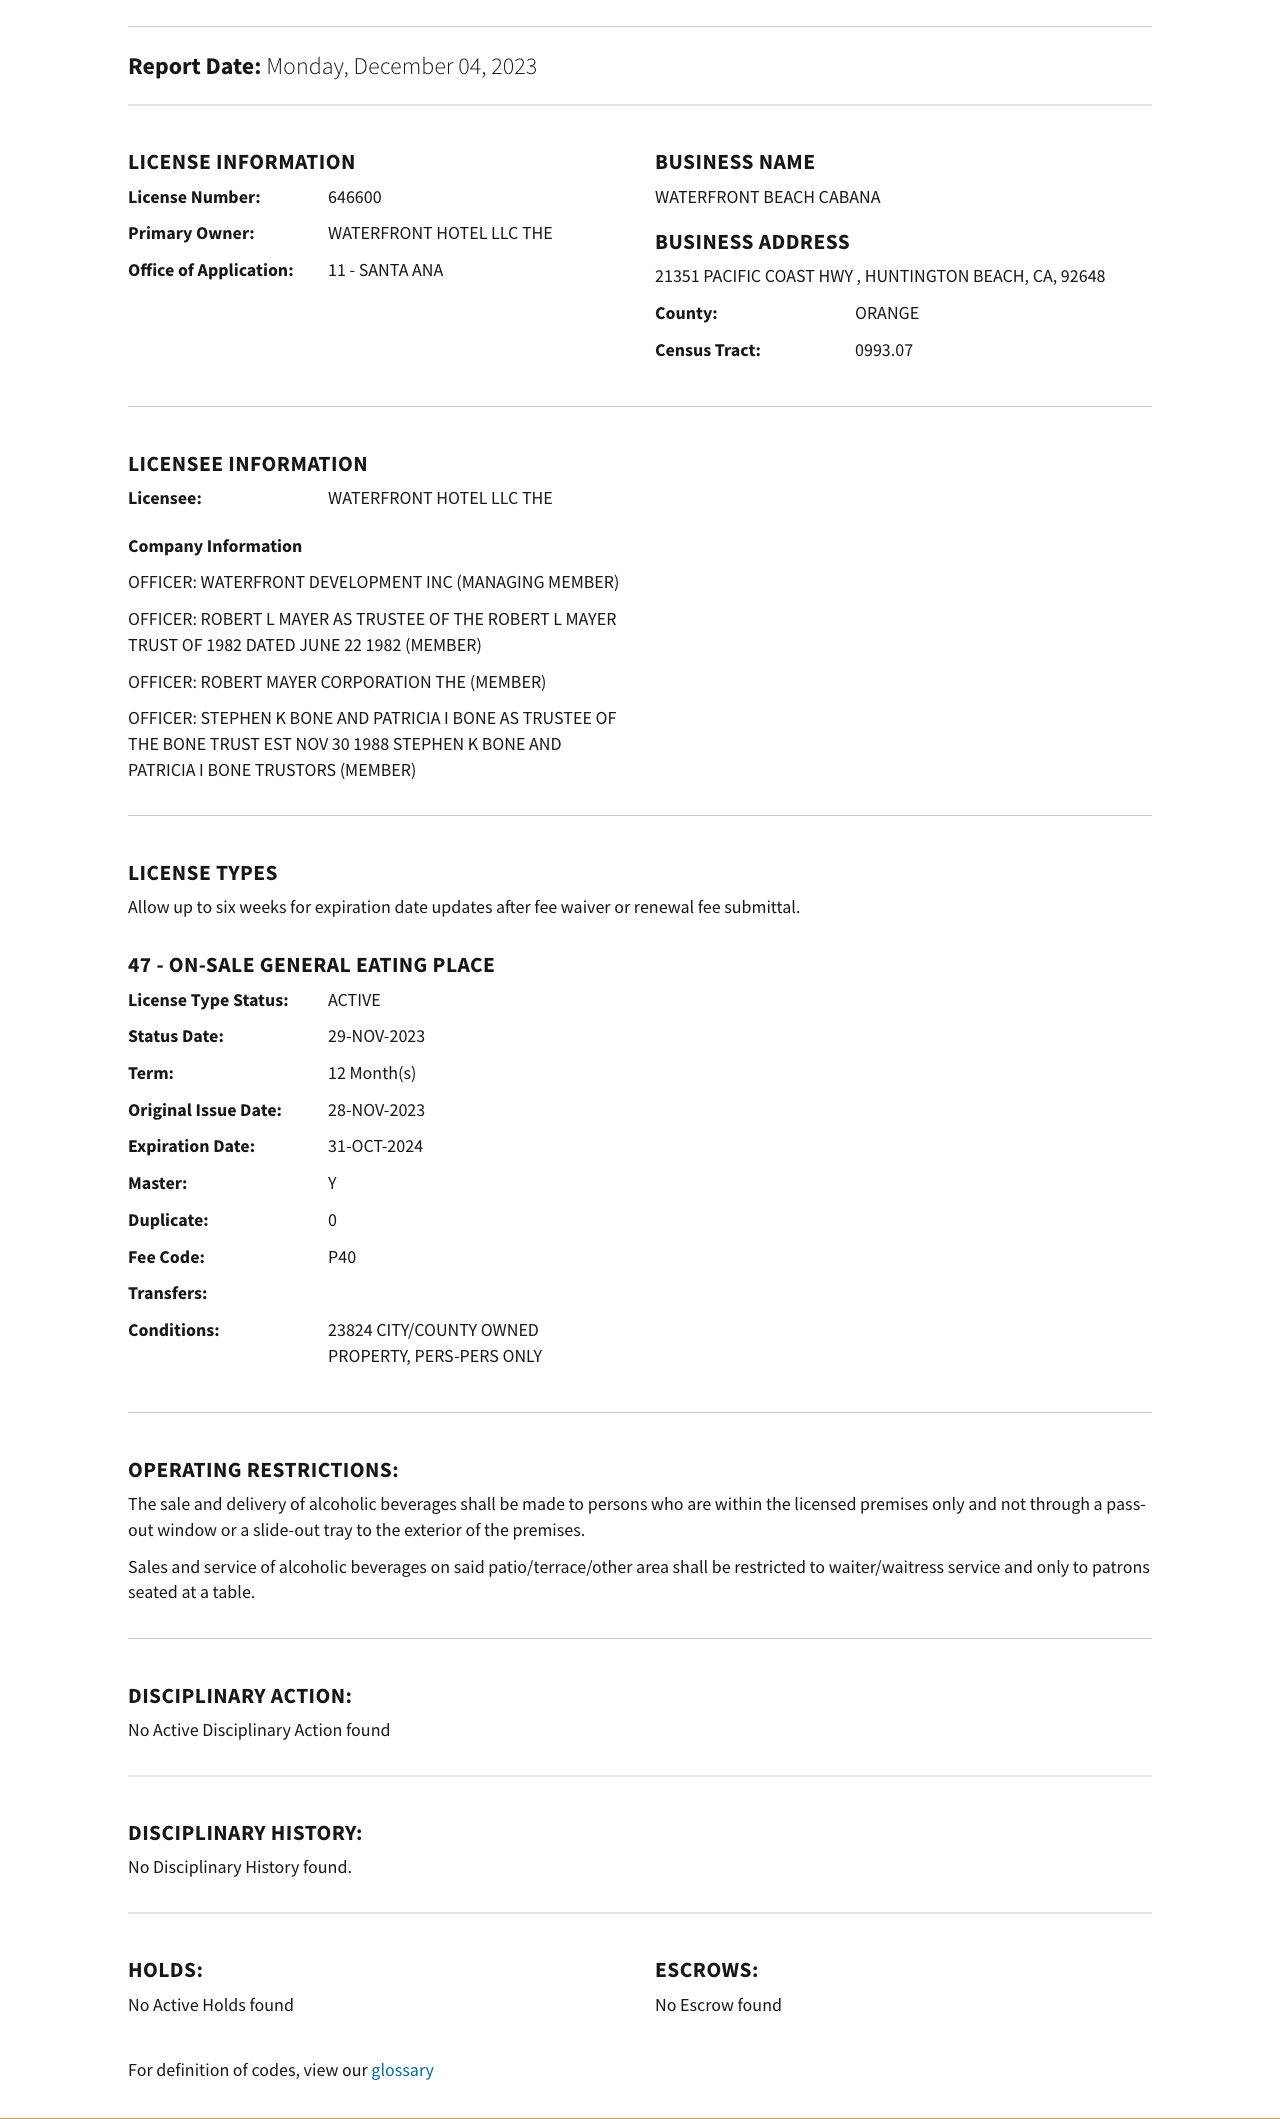 Report Date: Monday, December 04, 2023
LICENSE INFORMATION
License Number: 646600
Primary Owner: WATERFRONT HOTEL LLC THE
Office of Application: 11 - SANTA ANA
BUSINESS NAME
WATERFRONT BEACH CABANA
BUSINESS ADDRESS
21351 PACIFIC COAST HWY , HUNTINGTON BEACH, CA, 92648
County: ORANGE
Census Tract: 0993.07
LICENSEE INFORMATION
Licensee: WATERFRONT HOTEL LLC THE
Company Information
OFFICER: WATERFRONT DEVELOPMENT INC (MANAGING MEMBER)
OFFICER: ROBERT L MAYER AS TRUSTEE OF THE ROBERT L MAYER
TRUST OF 1982 DATED JUNE 22 1982 (MEMBER)
OFFICER: ROBERT MAYER CORPORATION THE (MEMBER)
OFFICER: STEPHEN K BONE AND PATRICIA I BONE AS TRUSTEE OF
THE BONE TRUST EST NOV 30 1988 STEPHEN K BONE AND
PATRICIA I BONE TRUSTORS (MEMBER)
LICENSE TYPES
Allow up to six weeks for expiration date updates after fee waiver or renewal fee submittal.
47 - ON-SALE GENERAL EATING PLACE
License Type Status: ACTIVE
Status Date: 29-NOV-2023
Term: 12 Month(s)
Original Issue Date: 28-NOV-2023
Expiration Date: 31-OCT-2024
Master: Y
Duplicate: 0
Fee Code: P40
Transfers:
Conditions: 23824 CITY/COUNTY OWNED
PROPERTY, PERS-PERS ONLY
OPERATING RESTRICTIONS:
The sale and delivery of alcoholic beverages shall be made to persons who are within the licensed premises only and not through a pass-
out window or a slide-out tray to the exterior of the premises.
Sales and service of alcoholic beverages on said patio/terrace/other area shall be restricted to waiter/waitress service and only to patrons
seated at a table.
DISCIPLINARY ACTION:
No Active Disciplinary Action found
DISCIPLINARY HISTORY:
No Disciplinary History found.
HOLDS:
No Active Holds found
ESCROWS:
No Escrow found
For definition of codes, view our glossary